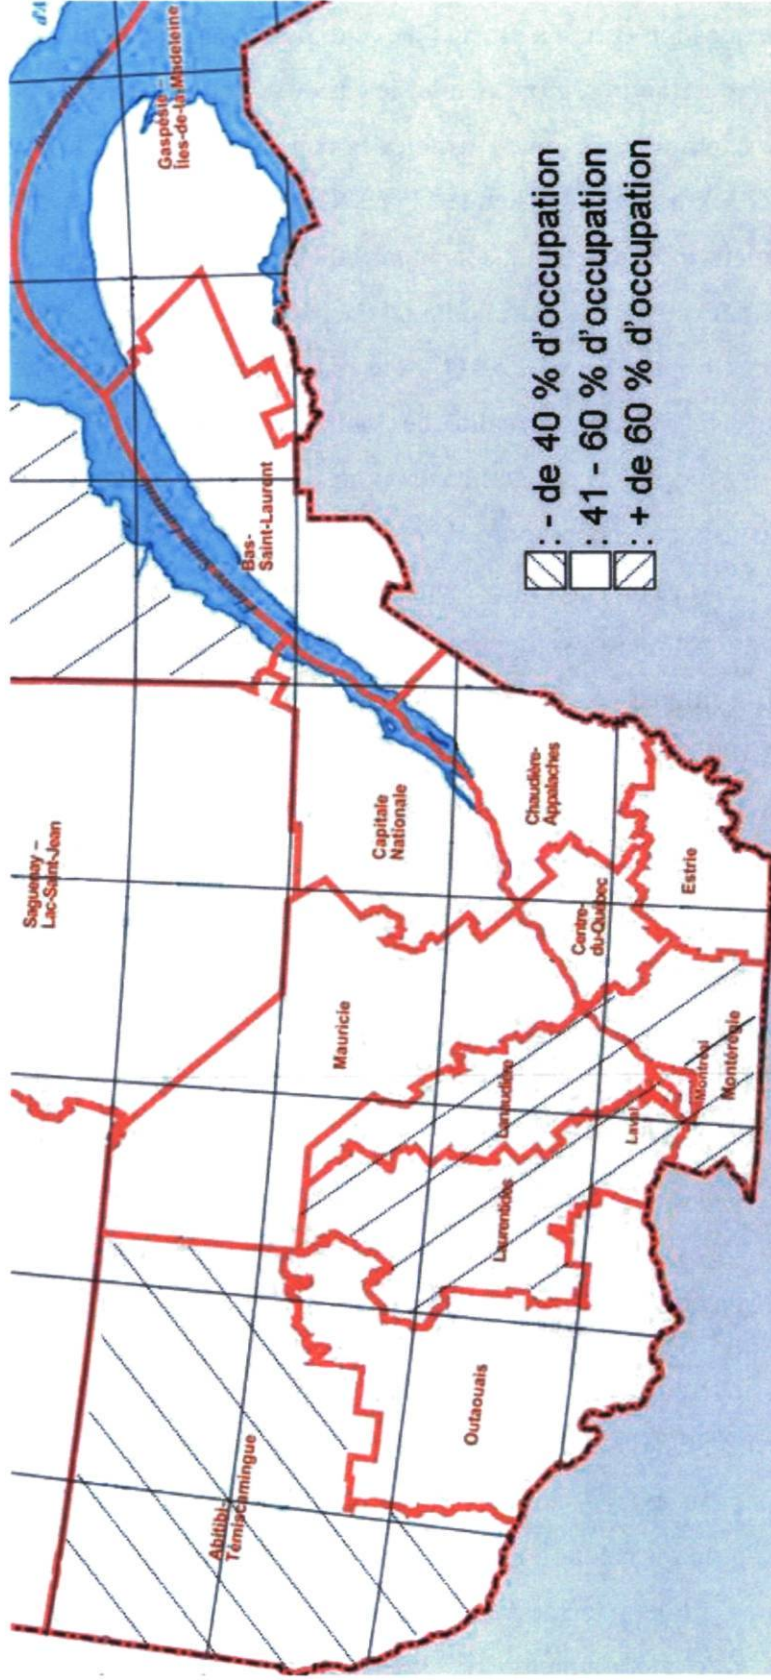 d'A
Gaspésie –
Îles-de-la-Madeleine
Bas-
Saint-Laurent
Saguenay –
Lac-Saint-Jean
Capitale
Nationale
Chaudière-
Appalaches
Mauricie
Centre-
du-Québec
Estrie
Lanaudière
Laurentides
Laval
Montréal
Montérégie
Outaouais
Abitibi-
Témiscamingue
: - de 40 % d'occupation
: 41 - 60 % d'occupation
: + de 60 % d'occupation